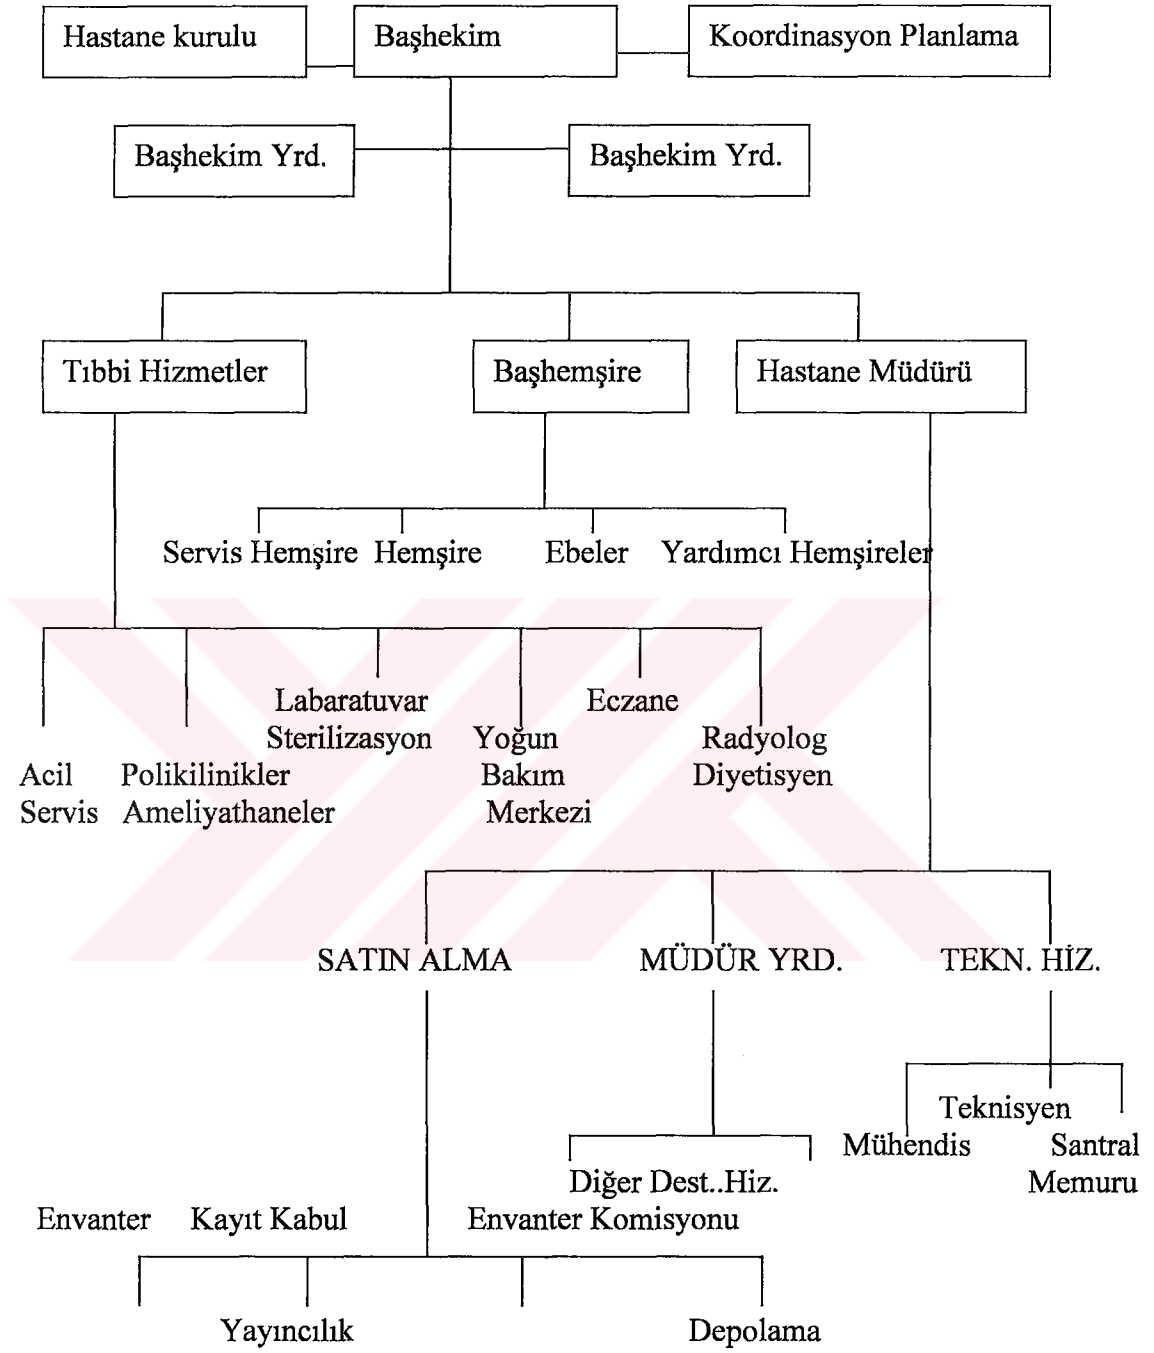 Hastane kurulu
Başhekim
Koordinasyon Planlama
Başhekim Yrd.
Başhekim Yrd.
Tıbbi Hizmetler
Başhemşire
Hastane Müdürü
Servis Hemşire
Hemşire
Ebeler
Yardımcı Hemşireler
Acil
Servis
Polikilinikler
Ameliyathaneler
Labaratuvar
Sterilizasyon
Yoğun
Bakım
Merkezi
Eczane
Radyolog
Diyetisyen
SATIN ALMA
MÜDÜR YRD.
TEKN. HİZ.
Teknisyen
Mühendis
Santral
Memuru
Diğer Dest..Hiz.
Envanter
Kayıt Kabul
Envanter Komisyonu
Yayıncılık
Depolama